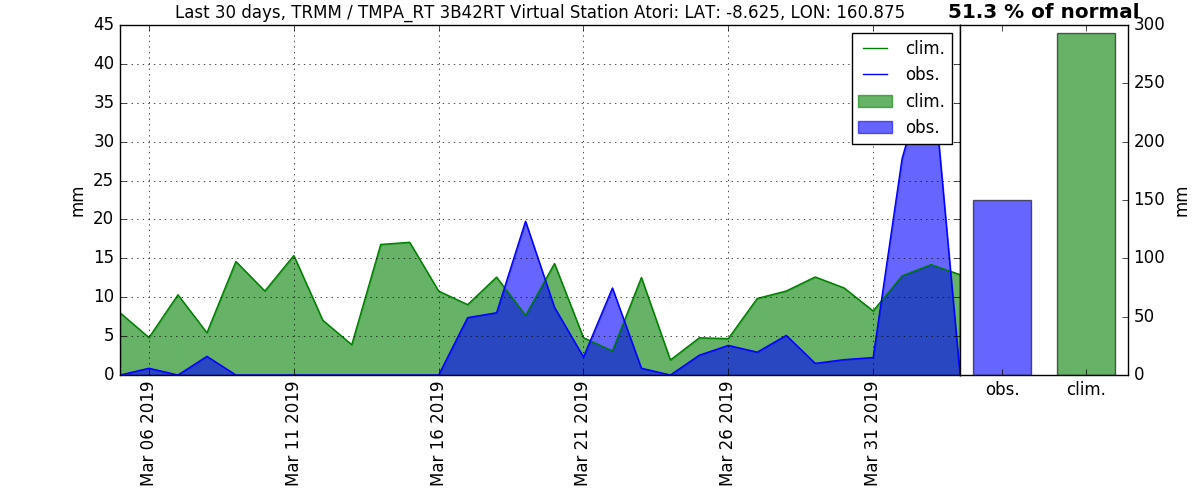 Last 30 days, TRMM / TMPA_RT 3B42RT Virtual Station Atori: LAT: -8.625, LON: 160.875
51.3 % of normal
45
40
35
30
25
20
15
10
5
0
mm
clim.
obs.
clim.
obs.
300
250
200
150
100
50
0
mm
Mar 06 2019
Mar 11 2019
Mar 16 2019
Mar 21 2019
Mar 26 2019
Mar 31 2019
obs.
clim.